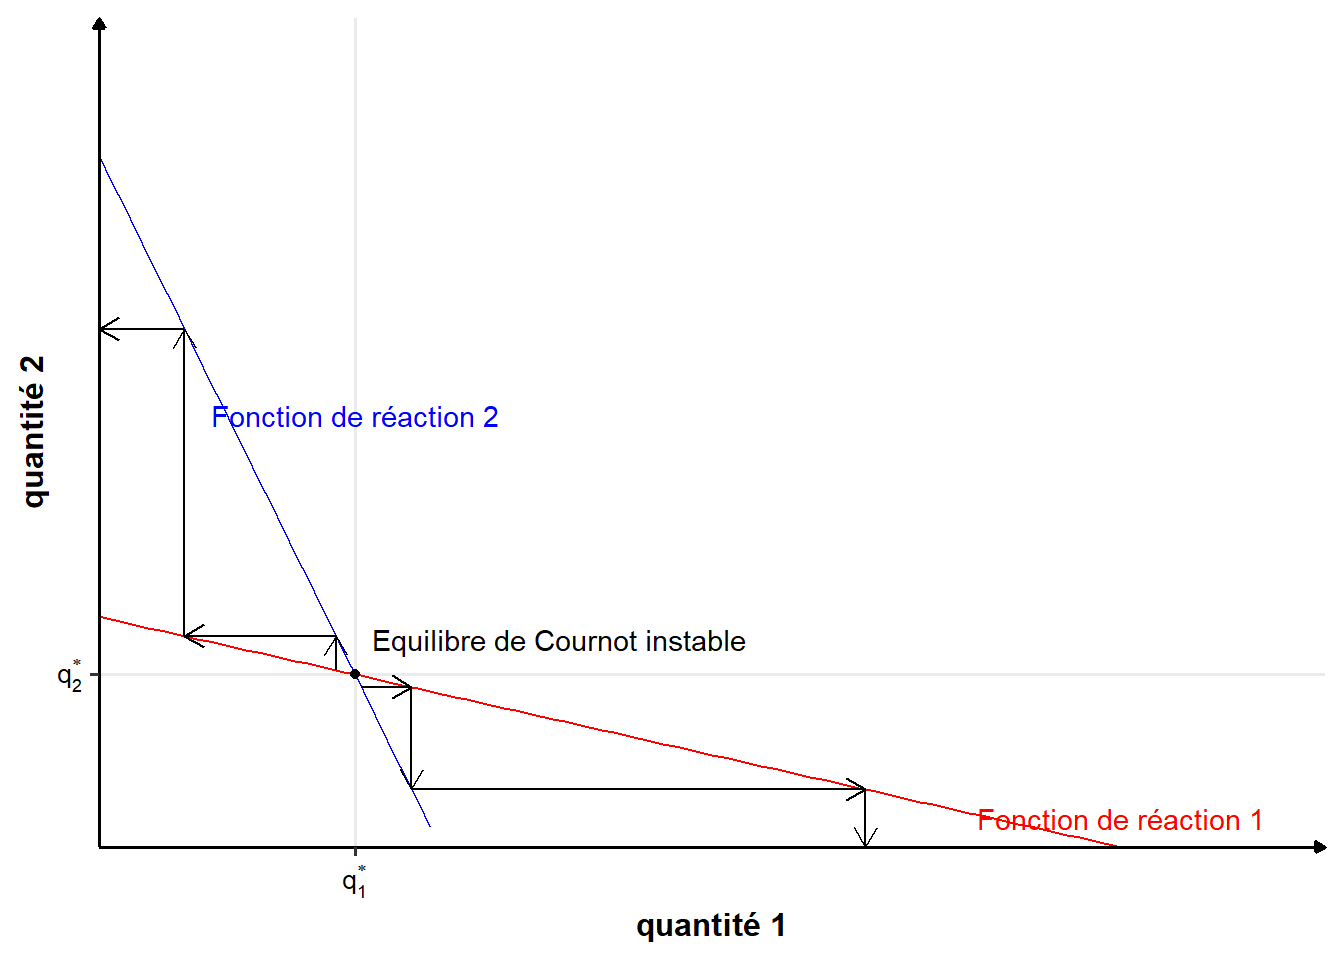 quantité 2
Fonction de réaction 2
Equilibre de Cournot instable
q2*
Fonction de réaction 1
q1*
quantité 1